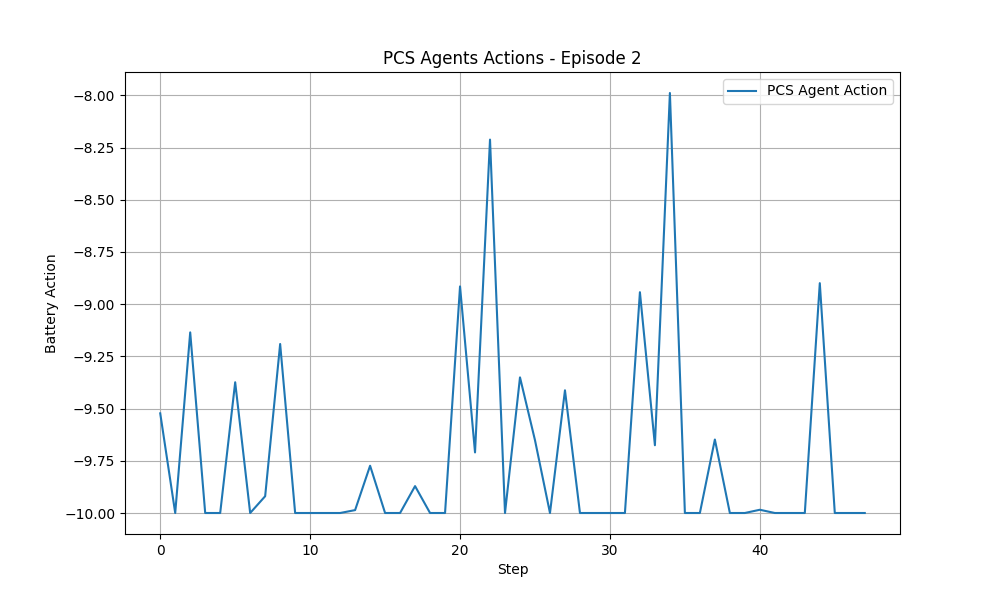 PCS Agents Actions - Episode 2
PCS Agent Action
Battery Action
−8.00
−8.25
−8.50
−8.75
−9.00
−9.25
−9.50
−9.75
−10.00
0 10 20 30 40
Step